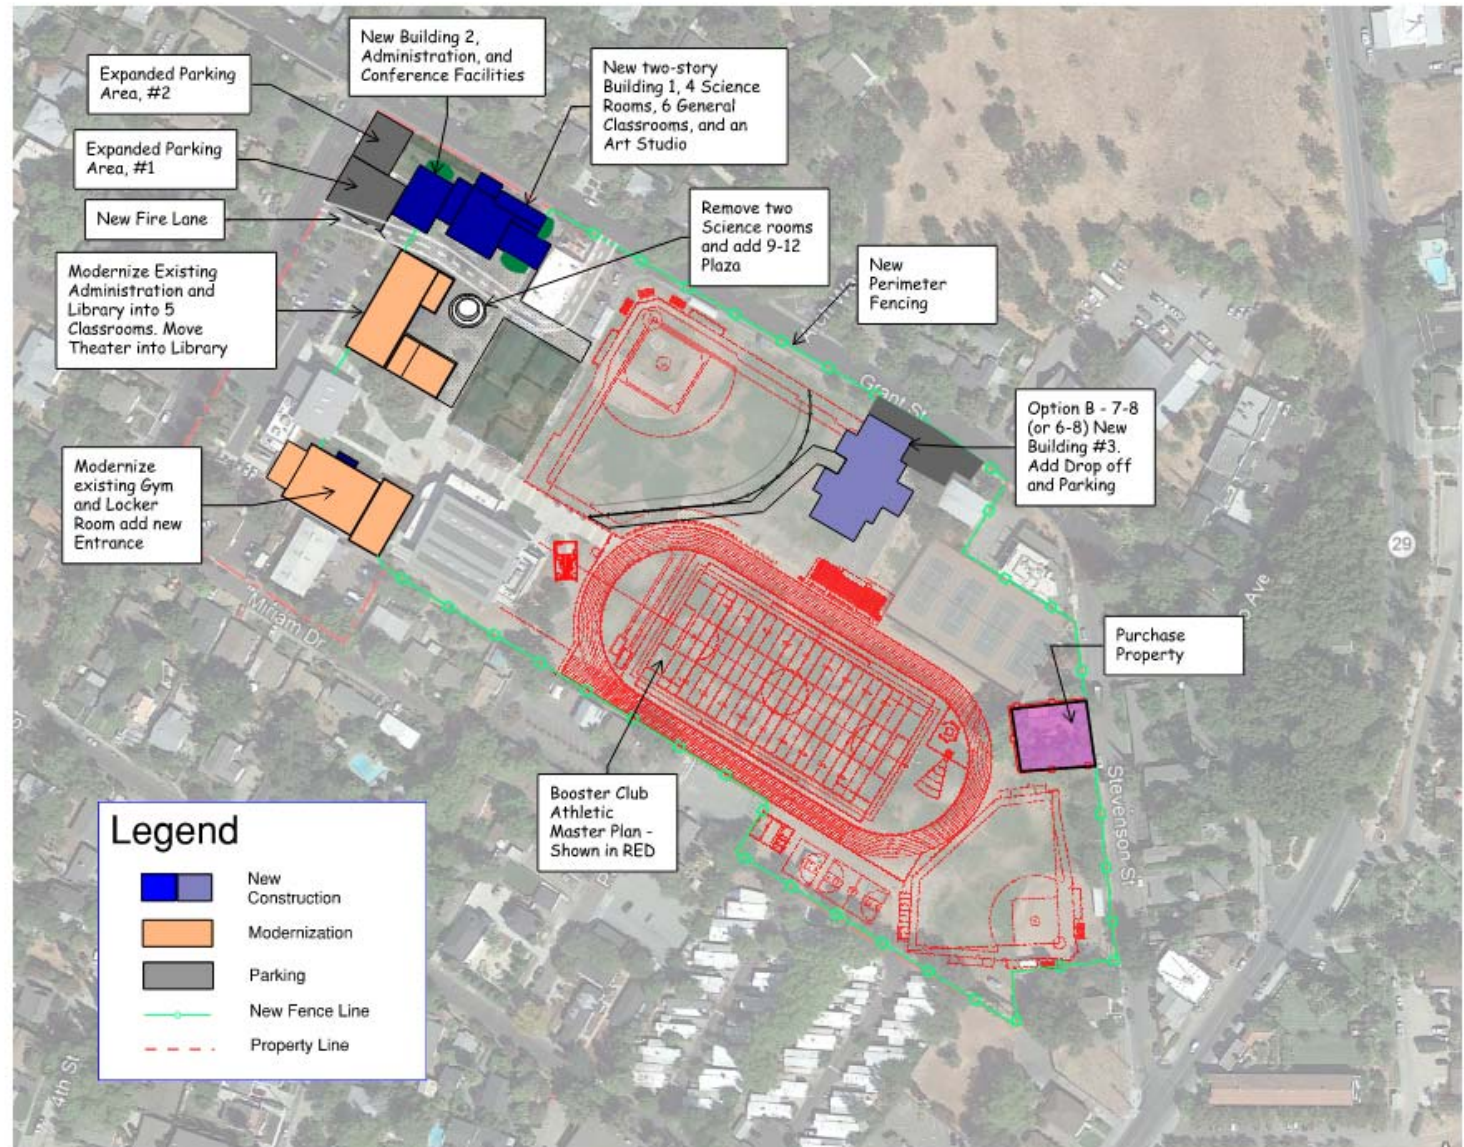 New Building 2,
Administration, and
Conference Facilities
Expanded Parking
Area, #2
New two-story
Building 1, 4 Science
Rooms, 6 General
Classrooms, and an
Art Studio
Expanded Parking
Area, #1
New Fire Lane
Remove two
Science rooms
and add 9-12
Plaza
Modernize Existing
Administration and
Library into 5
Classrooms. Move
Theater into Library
New
Perimeter
Fencing
Grant St
Option B - 7-8
(or 6-8) New
Building #3.
Add Drop off
and Parking
Modernize
existing Gym
and Locker
Room add new
Entrance
29
Miriam Dr
Ave
Purchase
Property
Stevenson St
Booster Club
Athletic
Master Plan -
Shown in RED
Legend
New
Construction
Modernization
Parking
New Fence Line
Property Line
4th St